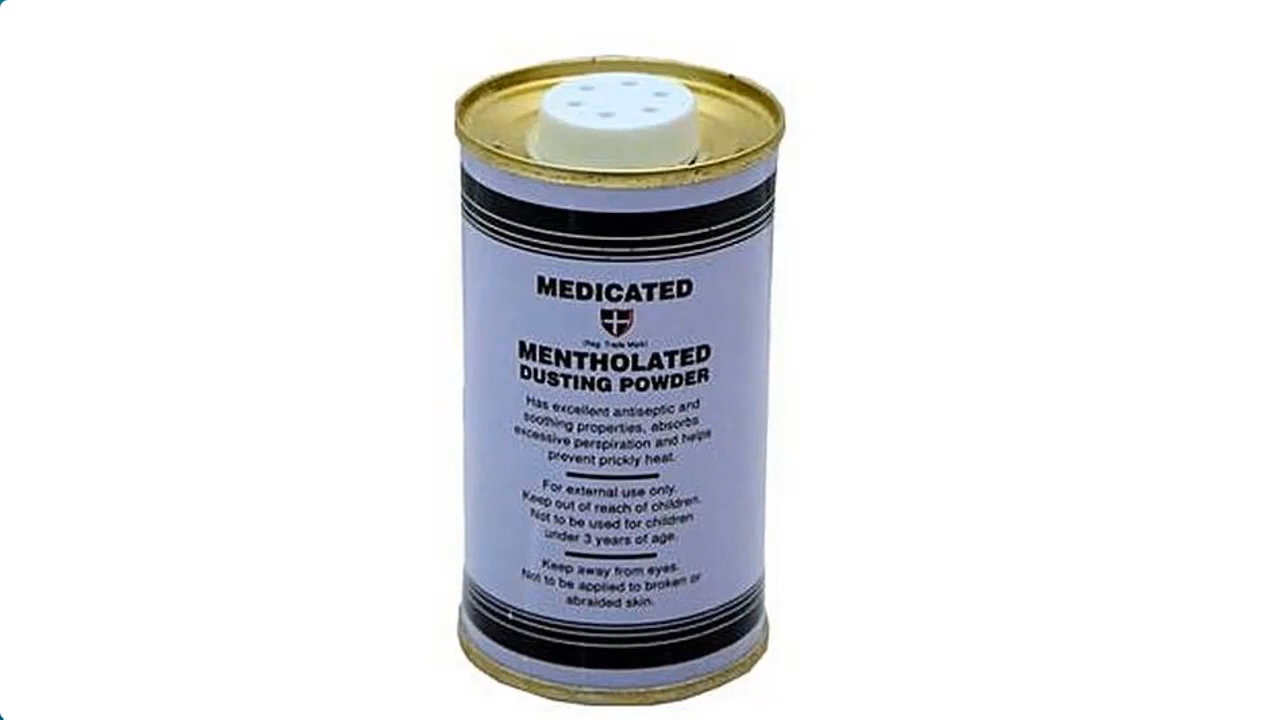 MEDICATED
(Reg. Trade Mark)
MENTHOLATED
DUSTING POWDER
Has excellent antiseptic and
soothing properties, absorbs
excessive perspiration and helps
prevent prickly heat.
For external use only.
Keep out of reach of children.
Not to be used for children
under 3 years of age.
Keep away from eyes.
Not to be applied to broken or
abraided skin.